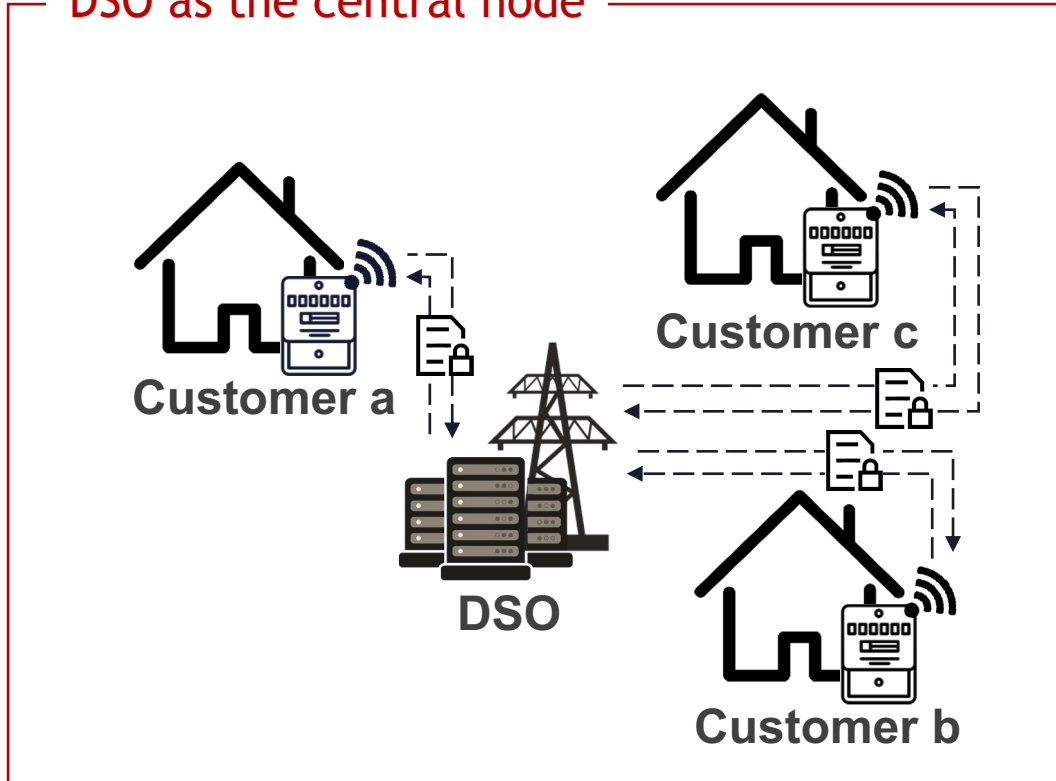 DSO as the central node
Customer c
Customer a
DSO
Customer b